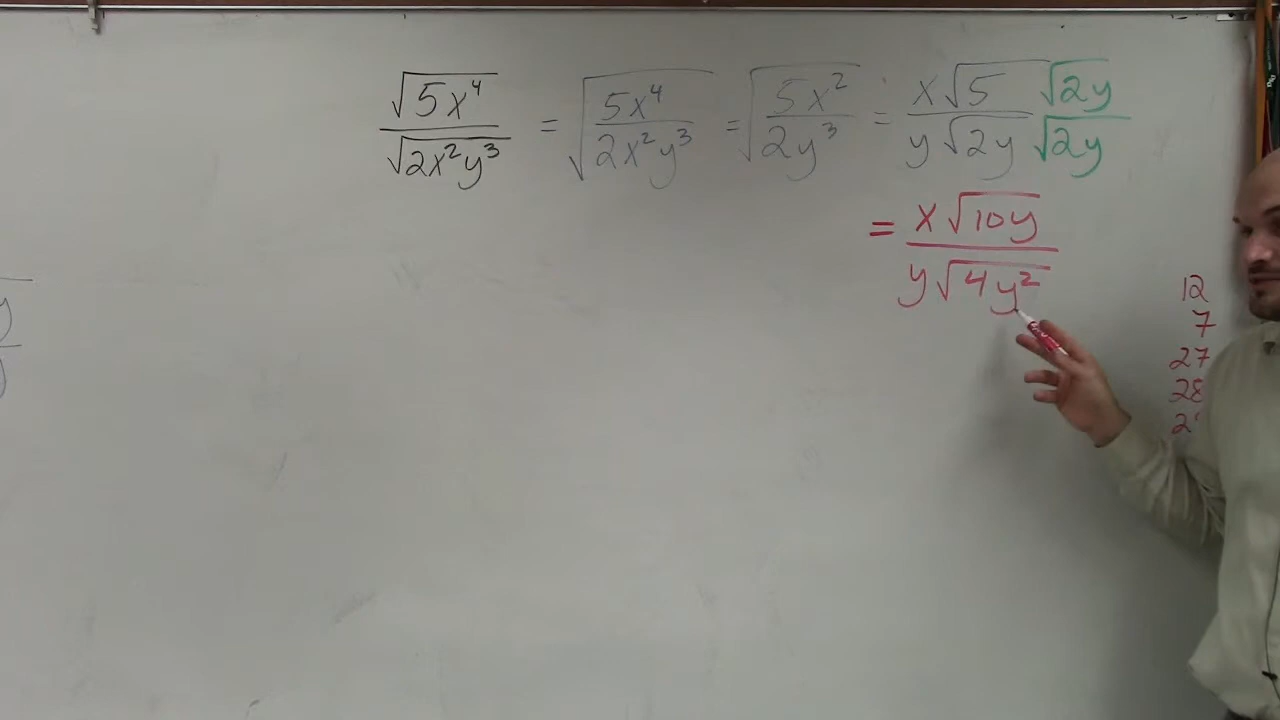 √5x⁴ / √2x²y³ = √(5x⁴ / 2x²y³) = √(5x² / 2y³) = x√5 / y√2y √2y / √2y
= x√10y / y√4y²
12
7
27
28
y